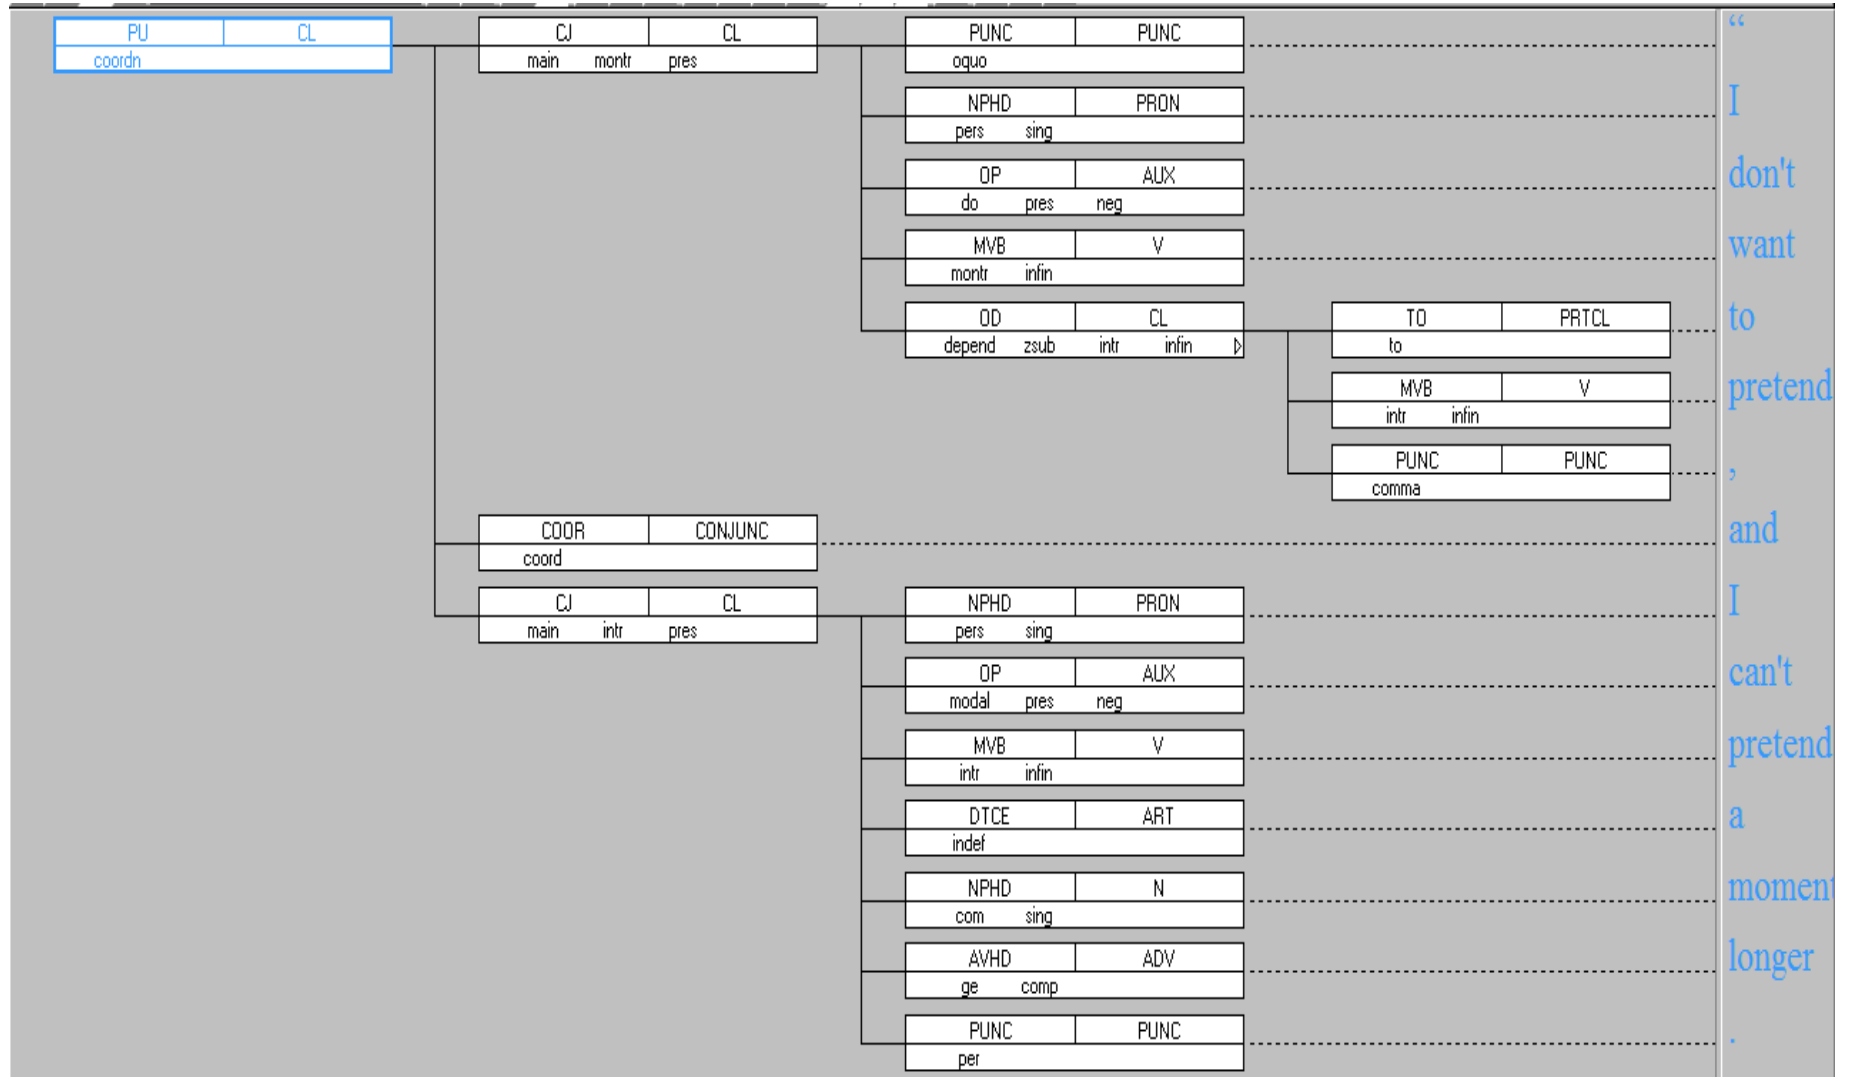 PU CL
coordn
CJ CL
main montr pres
PUNC PUNC
oquo
“
NPHD PRON
pers sing
I
OP AUX
do pres neg
don't
MVB V
montr infin
want
OD CL
depend zsub intr infin
TO PRTCL
to
to
MVB V
intr infin
pretend
PUNC PUNC
comma
,
COOR CONJUNC
coord
and
CJ CL
main intr pres
NPHD PRON
pers sing
I
OP AUX
modal pres neg
can't
MVB V
intr infin
pretend
DTCE ART
indef
a
NPHD N
com sing
moment
AVHD ADV
ge comp
longer
PUNC PUNC
per
.